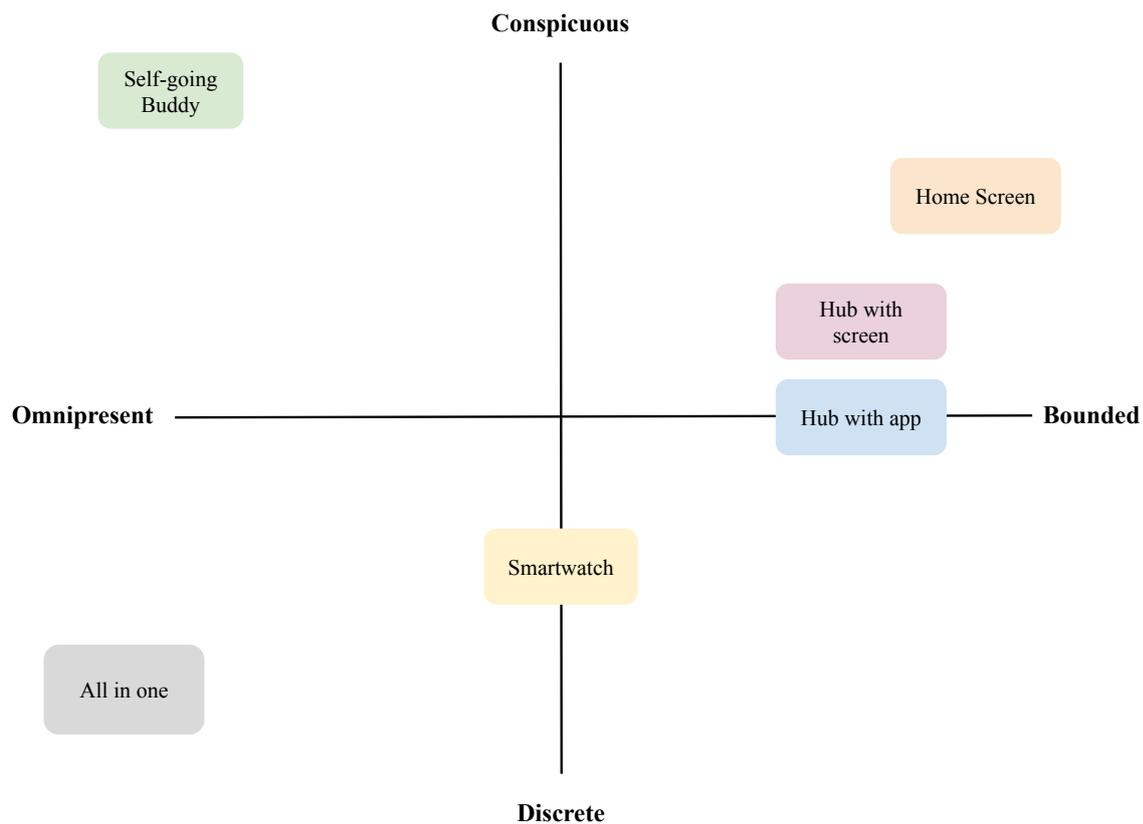 Conspicuous
Self-going
Buddy
Home Screen
Hub with
screen
Omnipresent
Hub with app
Bounded
Smartwatch
All in one
Discrete